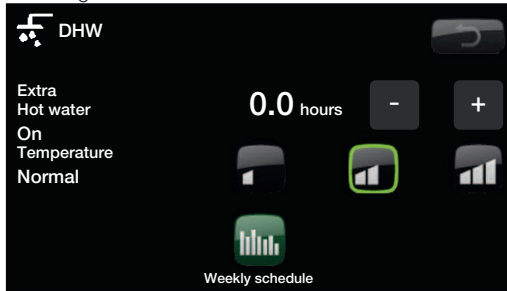 DHW
Extra
Hot water
0.0 hours
-
+
On
Temperature
Normal
Weekly schedule